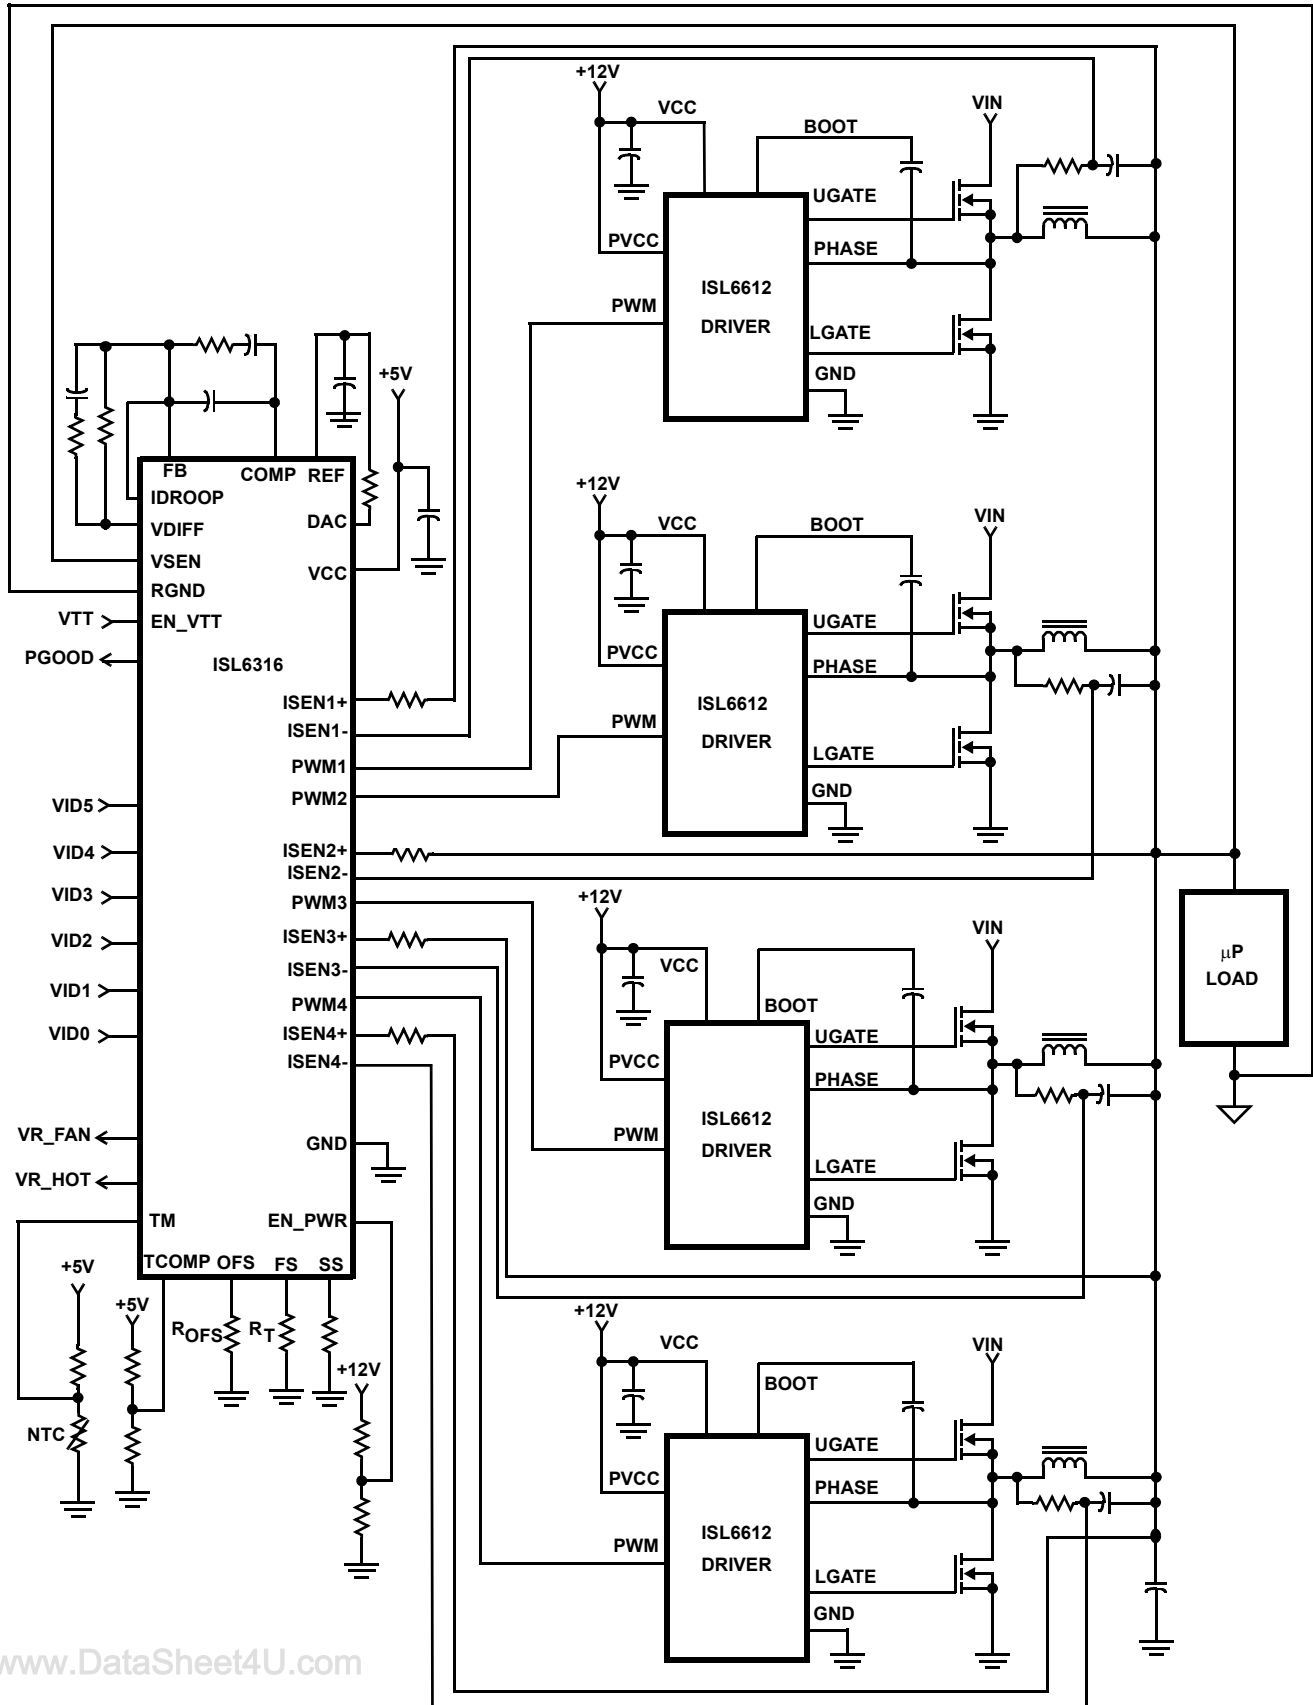 +12V
VCC
BOOT
VIN
UGATE
PVCC
PHASE
ISL6612
DRIVER
PWM
LGATE
GND
+5V
FB
COMP
REF
IDROOP
DAC
VDIFF
VSEN
VCC
RGND
VTT
EN_VTT
PGOOD
ISL6316
ISEN1+
ISEN1-
PWM1
PWM2
VID5
VID4
ISEN2+
ISEN2-
VID3
PWM3
VID2
ISEN3+
ISEN3-
VID1
PWM4
VID0
ISEN4+
ISEN4-
VR_FAN
GND
VR_HOT
TM
EN_PWR
TCOMP
OFS
FS
SS
+5V
+5V
ROFS
RT
+12V
NTC
+12V
VCC
BOOT
VIN
UGATE
PVCC
PHASE
ISL6612
DRIVER
PWM
LGATE
GND
+12V
VCC
BOOT
VIN
UGATE
PVCC
PHASE
ISL6612
DRIVER
PWM
LGATE
GND
µP
LOAD
+12V
VCC
BOOT
VIN
UGATE
PVCC
PHASE
ISL6612
DRIVER
PWM
LGATE
GND
www.DataSheet4U.com